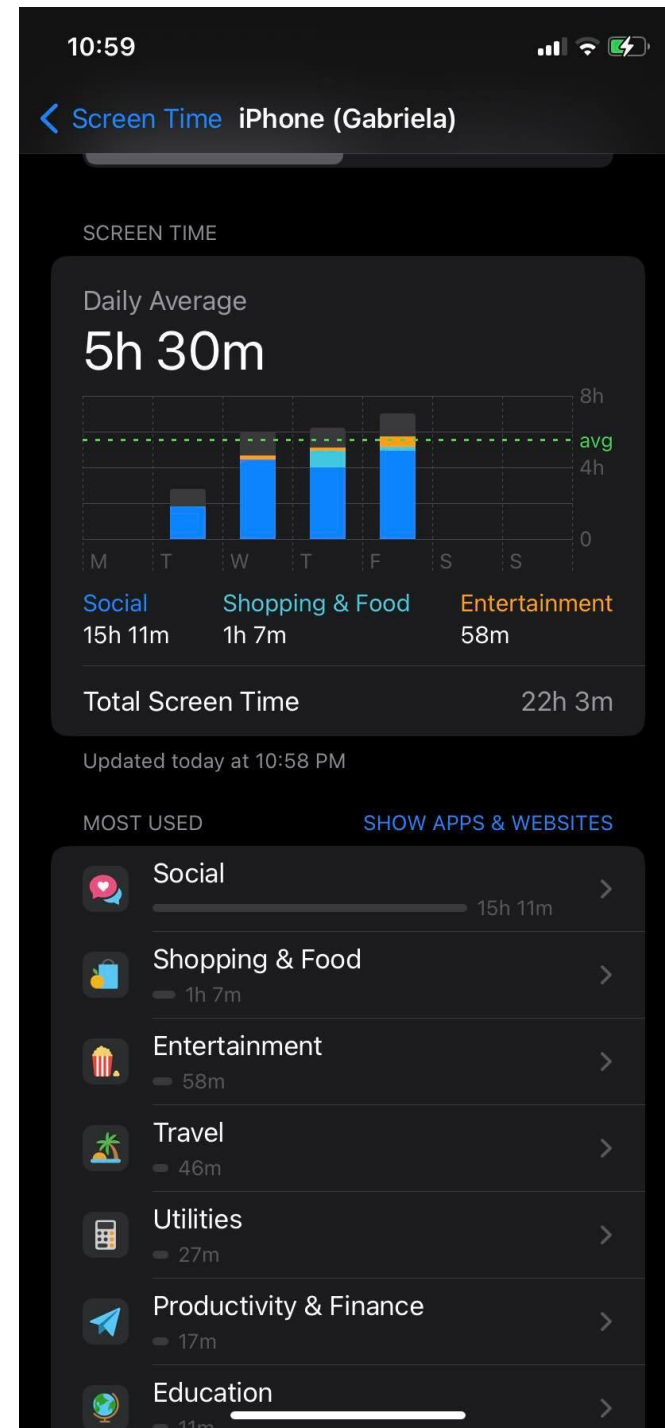 10:59
Screen Time iPhone (Gabriela)
SCREEN TIME
Daily Average
5h 30m
8h
avg
4h
0
M T W T F S S
Social Shopping & Food Entertainment
15h 11m 1h 7m 58m
Total Screen Time 22h 3m
Updated today at 10:58 PM
MOST USED SHOW APPS & WEBSITES
Social
15h 11m
Shopping & Food
1h 7m
Entertainment
58m
Travel
46m
Utilities
27m
Productivity & Finance
17m
Education
11m